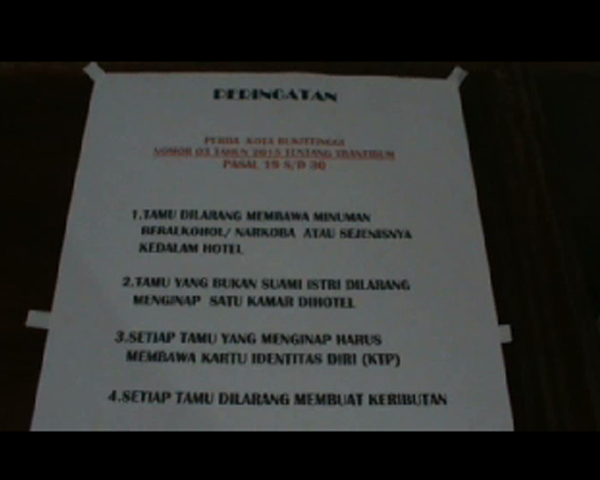 PERINGATAN
PERDA KOTA BUKITTINGGI
NOMOR 03 TAHUN 2015 TENTANG TRANTIBUM
PASAL 19 S/D 30
1.TAMU DILARANG MEMBAWA MINUMAN
BERALKOHOL/ NARKOBA ATAU SEJENISNYA
KEDALAM HOTEL
2.TAMU YANG BUKAN SUAMI ISTRI DILARANG
MENGINAP SATU KAMAR DIHOTEL
3.SETIAP TAMU YANG MENGINAP HARUS
MEMBAWA KARTU IDENTITAS DIRI (KTP)
4.SETIAP TAMU DILARANG MEMBUAT KERIBUTAN